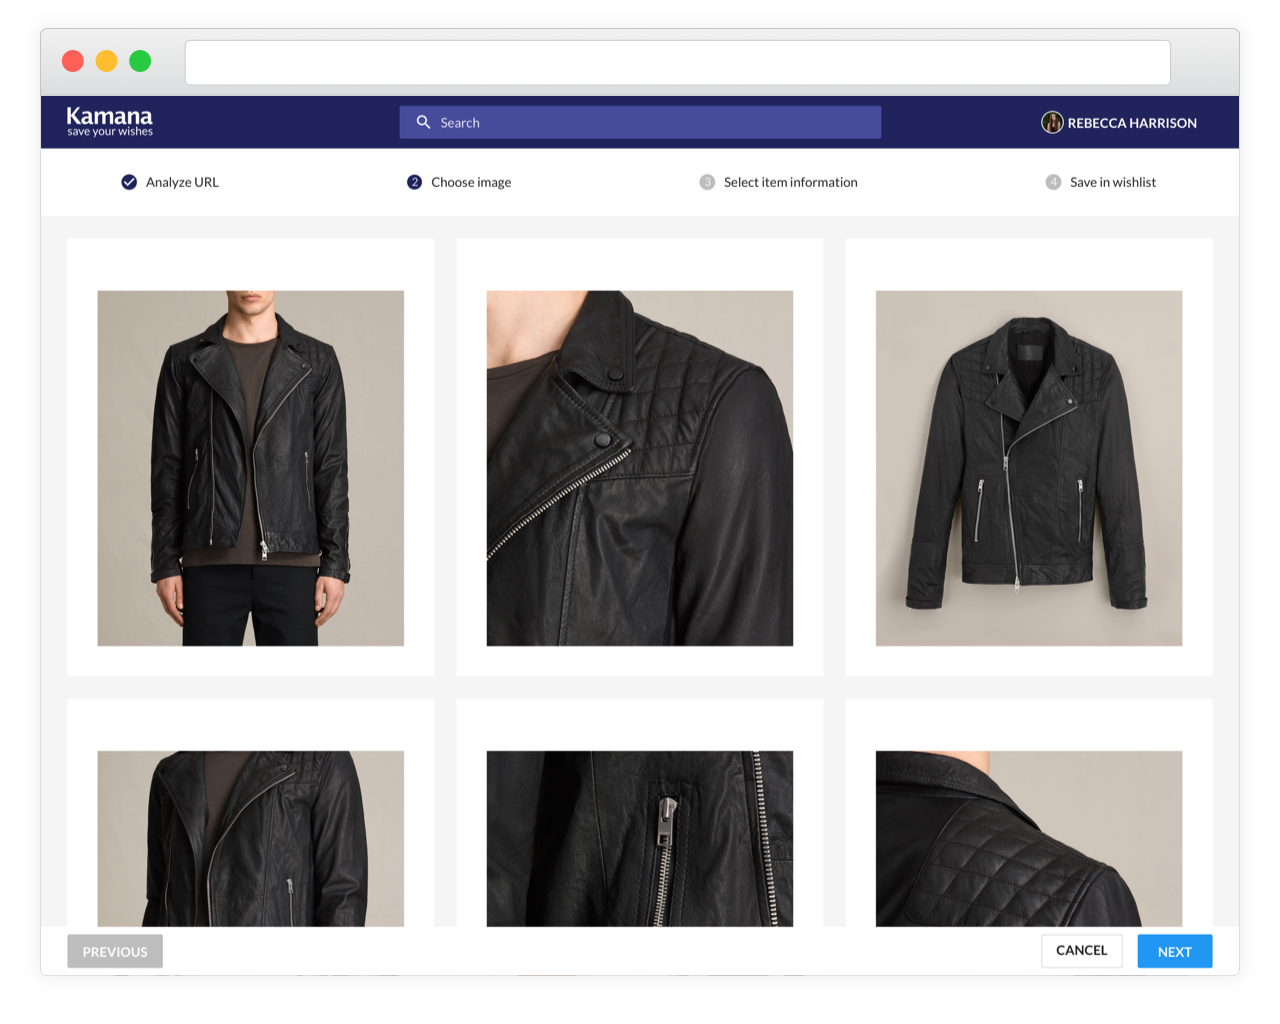 Kamana
save your wishes
Search
REBECCA HARRISON
Analyze URL
2 Choose image
3 Select item information
4 Save in wishlist
PREVIOUS
CANCEL
NEXT